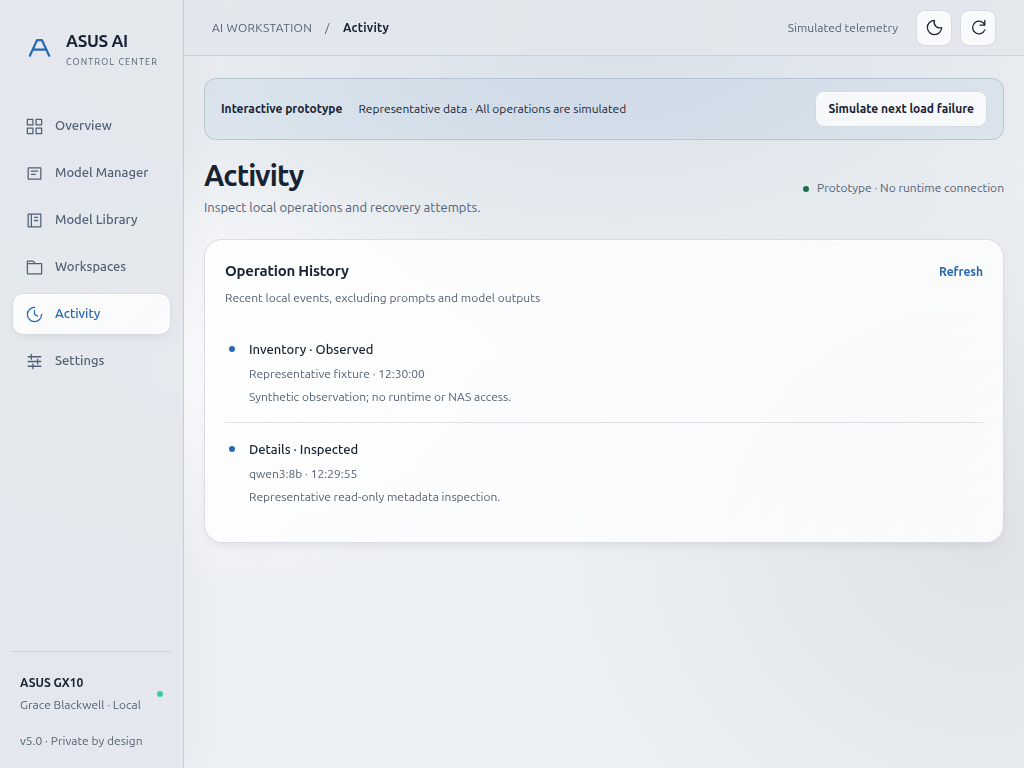 ASUS AI
CONTROL CENTER
Overview
Model Manager
Model Library
Workspaces
Activity
Settings
ASUS GX10
Grace Blackwell · Local
v5.0 · Private by design
AI WORKSTATION / Activity
Simulated telemetry
Interactive prototype Representative data · All operations are simulated
Simulate next load failure
Activity
Inspect local operations and recovery attempts.
Prototype · No runtime connection
Operation History
Refresh
Recent local events, excluding prompts and model outputs
Inventory · Observed
Representative fixture · 12:30:00
Synthetic observation; no runtime or NAS access.
Details · Inspected
qwen3:8b · 12:29:55
Representative read-only metadata inspection.